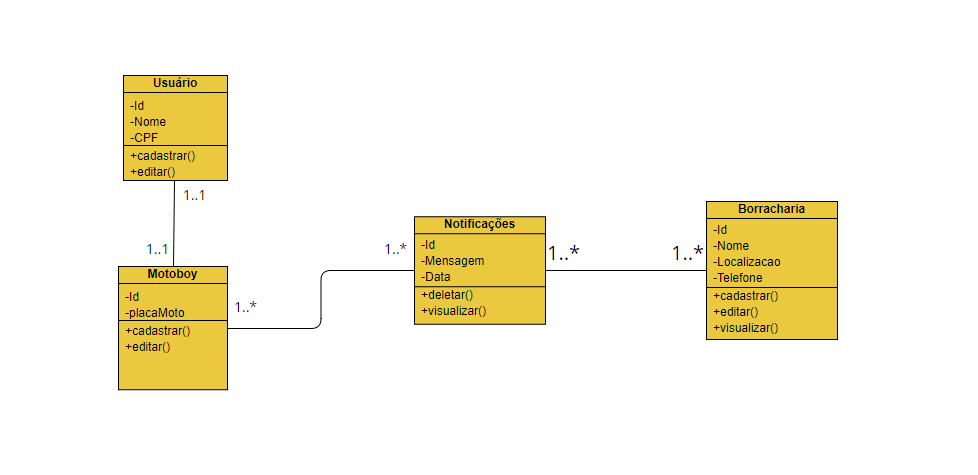 Usuário
-Id
-Nome
-CPF
+cadastrar()
+editar()
1..1
1..1
Motoboy
-Id
-placaMoto
+cadastrar()
+editar()
1..*
1..*
Notificações
-Id
-Mensagem
-Data
+deletar()
+visualizar()
1..*
1..*
Borracharia
-Id
-Nome
-Localizacao
-Telefone
+cadastrar()
+editar()
+visualizar()